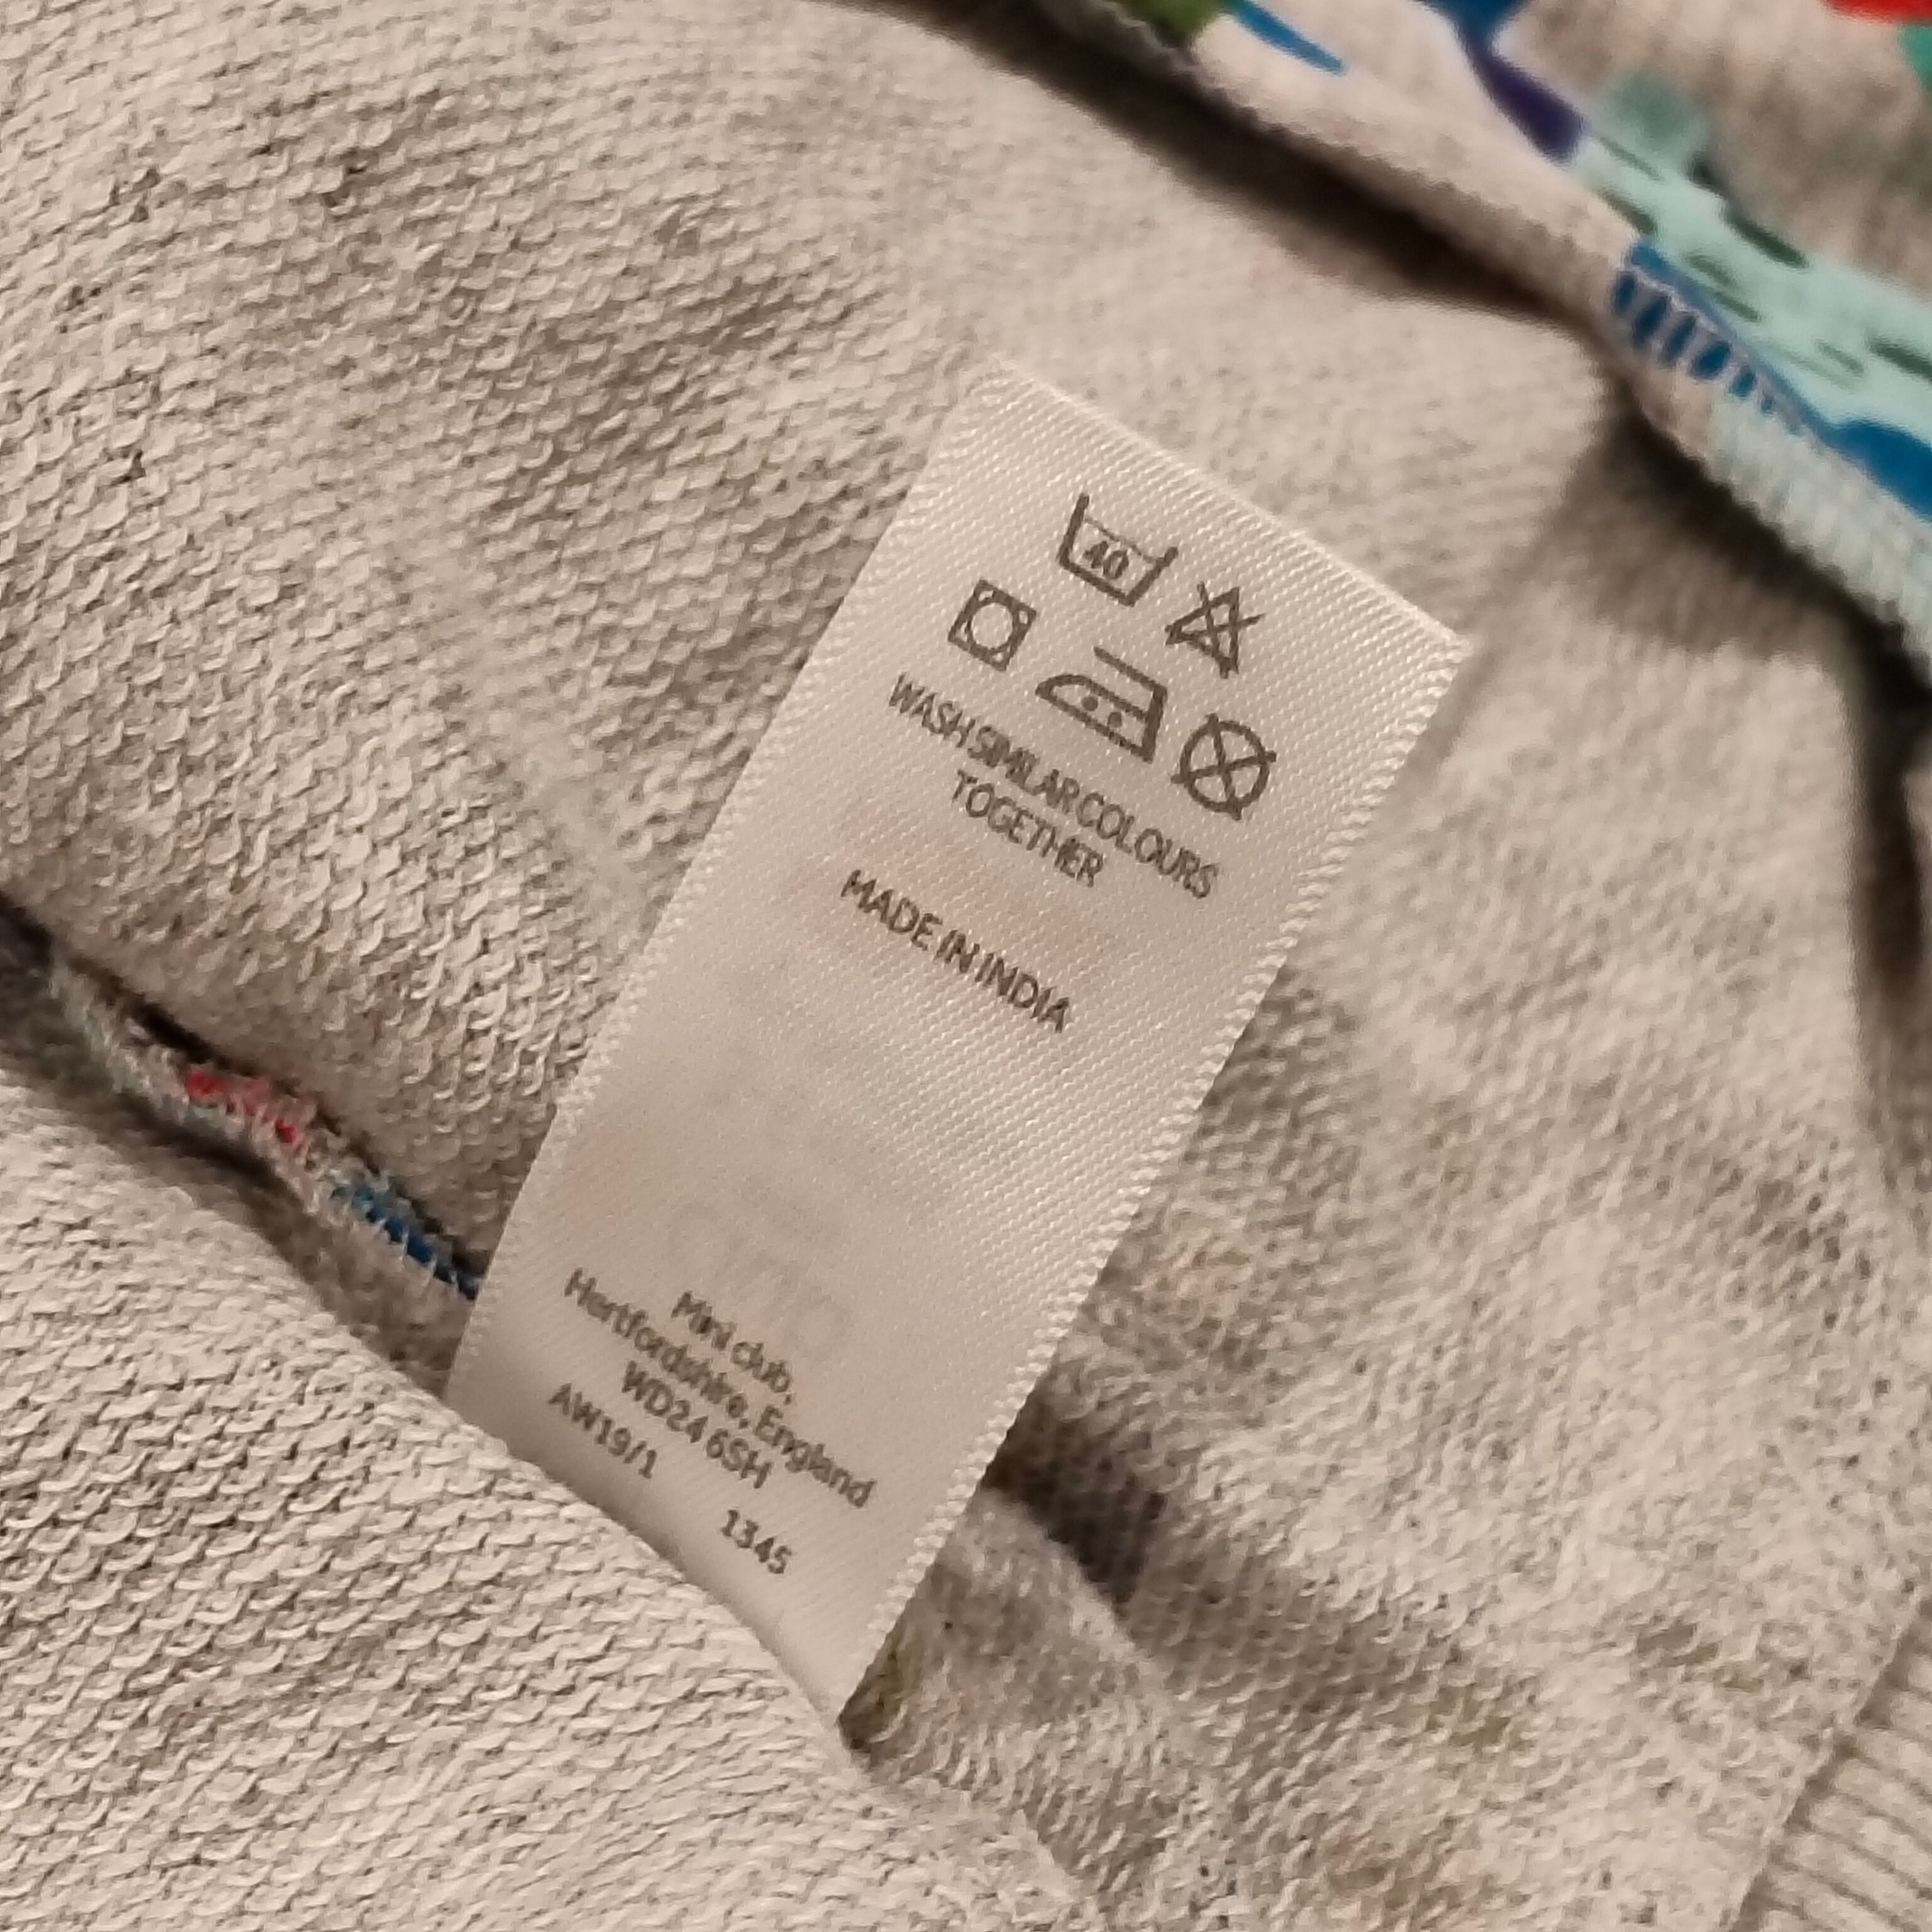 40
WASH SIMILAR COLOURS
TOGETHER
MADE IN INDIA
Mini club,
Hertfordshire, England
WD24 6SH
AW19/1 1345